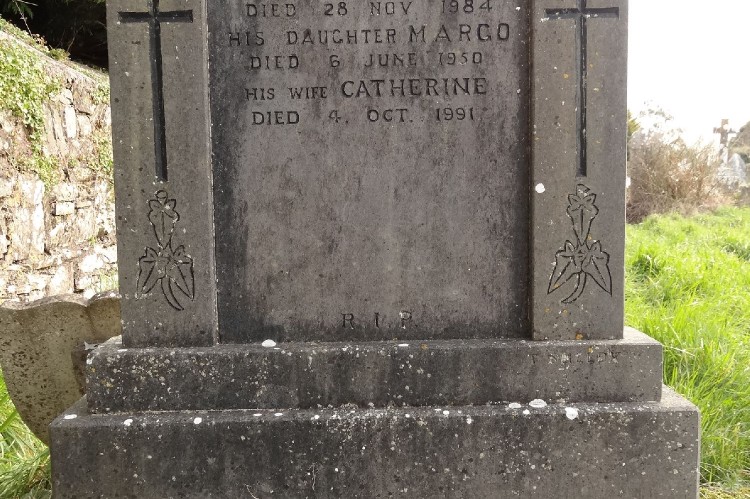 DIED 28 NOV 1984
HIS DAUGHTER MARGO
DIED 6 JUNE 1950
HIS WIFE CATHERINE
DIED 4. OCT. 1991
R I P